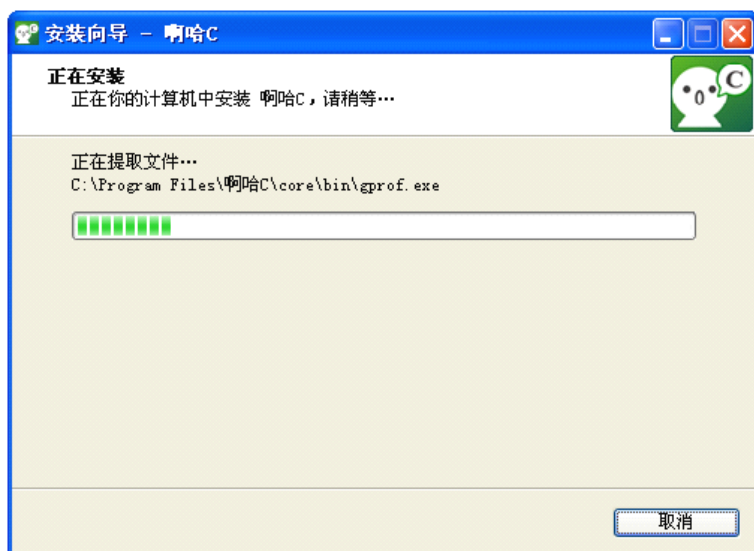 安装向导 - 啊哈C
正在安装
正在你的计算机中安装 啊哈C，请稍等…
C
正在提取文件…
C:\Program Files\啊哈C\core\bin\gprof.exe
取消